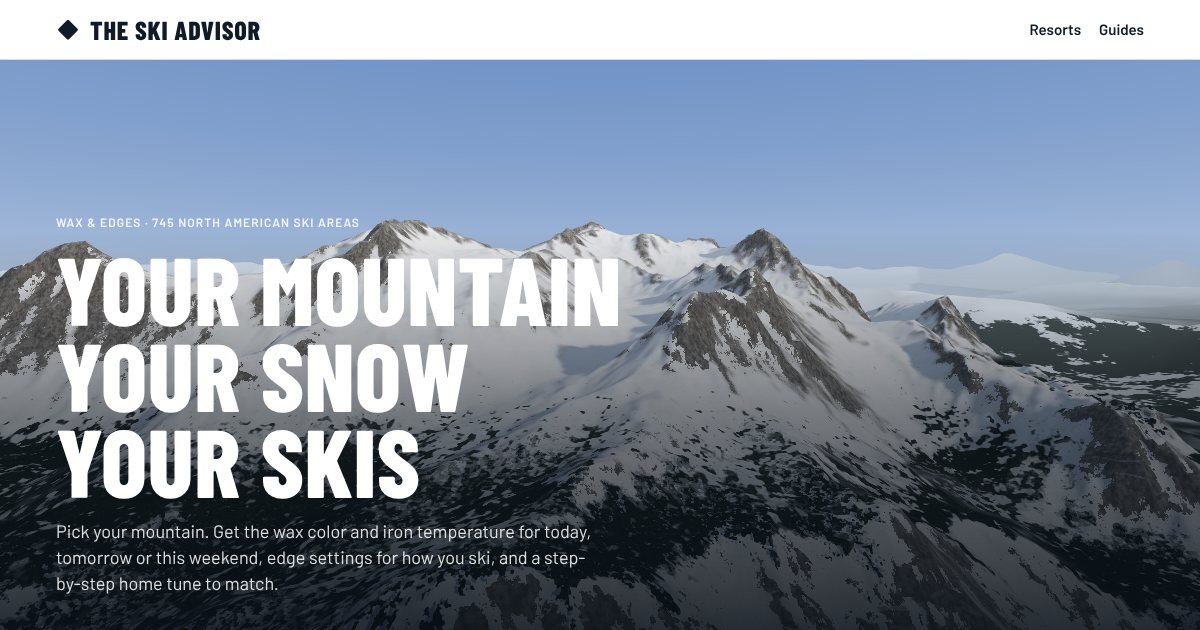 THE SKI ADVISOR
Resorts Guides
WAX & EDGES · 745 NORTH AMERICAN SKI AREAS
YOUR MOUNTAIN
YOUR SNOW
YOUR SKIS
Pick your mountain. Get the wax color and iron temperature for today,
tomorrow or this weekend, edge settings for how you ski, and a step-
by-step home tune to match.